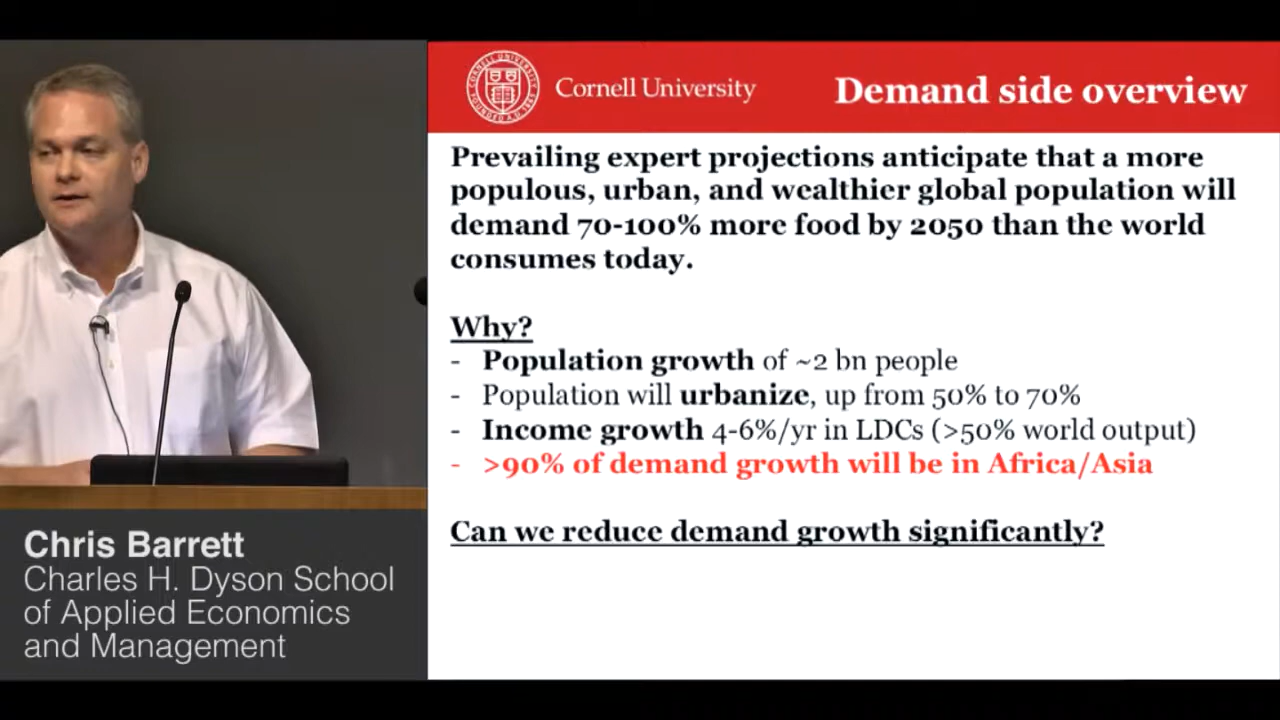 Cornell University
Demand side overview
Prevailing expert projections anticipate that a more
populous, urban, and wealthier global population will
demand 70-100% more food by 2050 than the world
consumes today.
Why?
- Population growth of ~2 bn people
- Population will urbanize, up from 50% to 70%
- Income growth 4-6%/yr in LDCs (>50% world output)
- >90% of demand growth will be in Africa/Asia
Can we reduce demand growth significantly?
Chris Barrett
Charles H. Dyson School
of Applied Economics
and Management